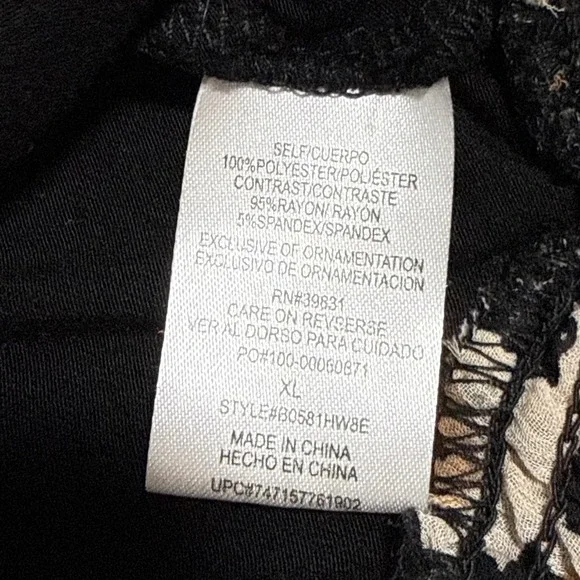 SELF/CUERPO
100%POLYESTER/POLIÉSTER
CONTRAST/CONTRASTE
95%RAYON/ RAYÓN
5%SPANDEX/SPANDEX
EXCLUSIVE OF ORNAMENTATION
EXCLUSIVO DE ORNAMENTACION
RN#39831
CARE ON REVSERSE
VER AL DORSO PARA CUIDADO
PO#100-00060871
XL
STYLE#B0581HW8E
MADE IN CHINA
HECHO EN CHINA
UPC#747157761902